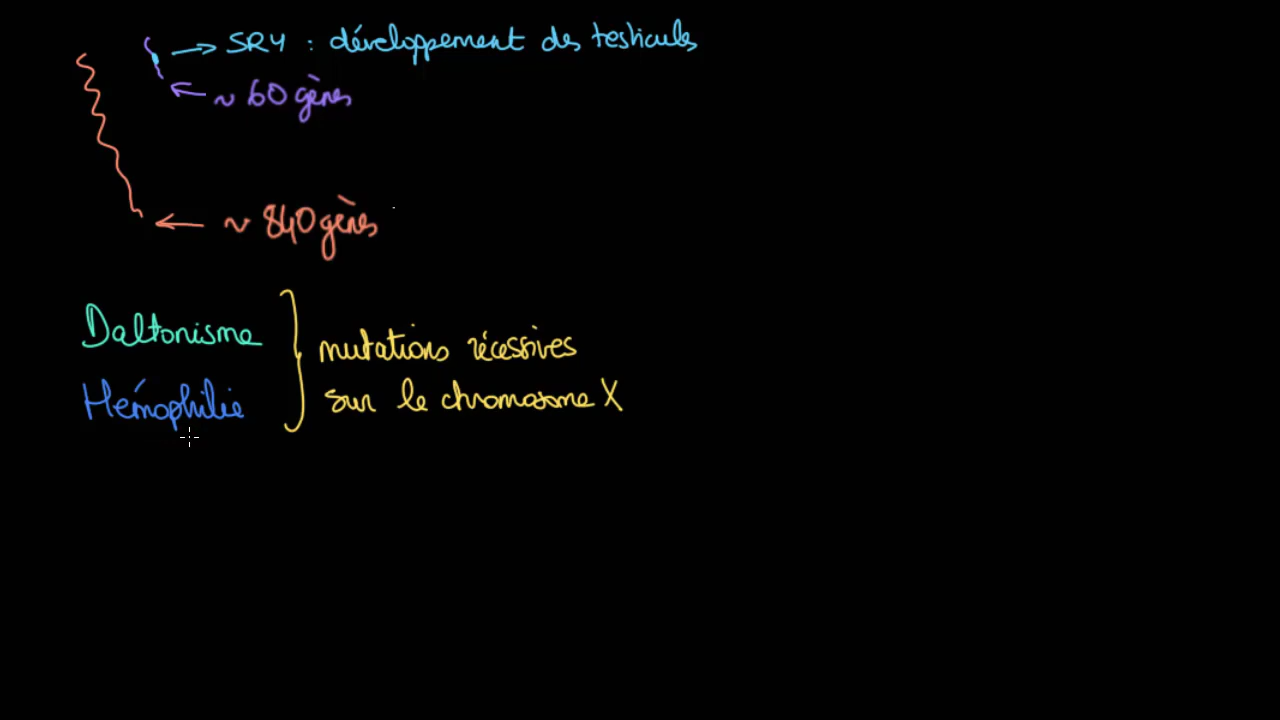 → SRY : développement des testicules
← ~ 60 gènes
← ~ 840 gènes
Daltonisme
Hémophilie
mutations récessives
sur le chromosome X